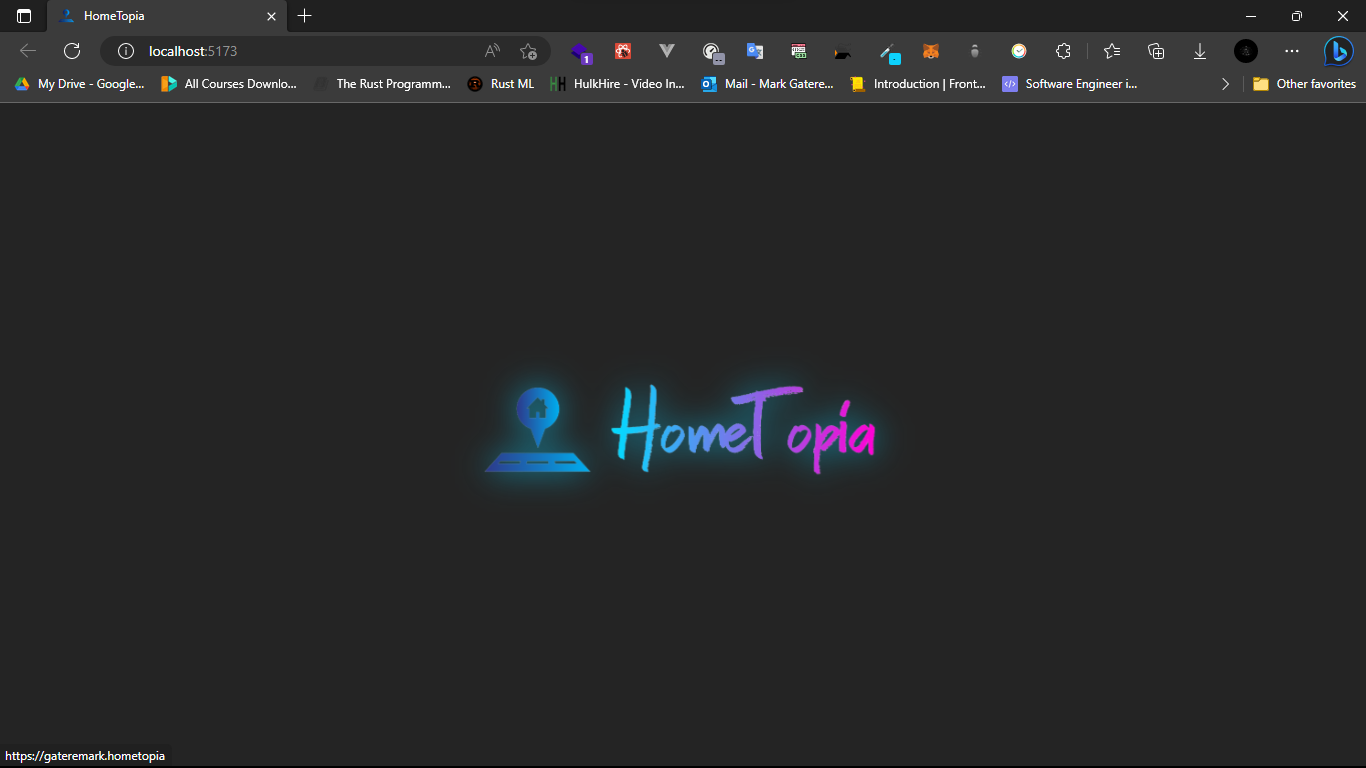 HomeTopia
localhost:5173
1
My Drive - Google...
All Courses Downlo...
The Rust Programm...
Rust ML
HulkHire - Video In...
Mail - Mark Gatere...
Introduction | Front...
Software Engineer i...
Other favorites
HomeTopia
https://gateremark.hometopia